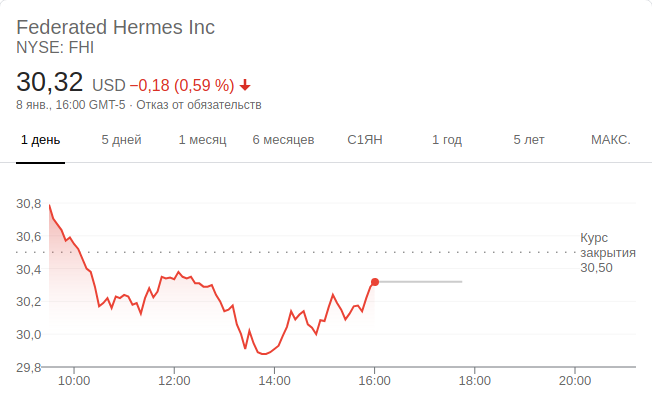 Federated Hermes Inc
NYSE: FHI
30,32 USD −0,18 (0,59 %)
8 янв., 16:00 GMT-5 · Отказ от обязательств
1 день 5 дней 1 месяц 6 месяцев С1ЯН 1 год 5 лет МАКС.
30,8
30,6
Курс
закрытия
30,50
30,4
30,2
30,0
29,8
10:00 12:00 14:00 16:00 18:00 20:00